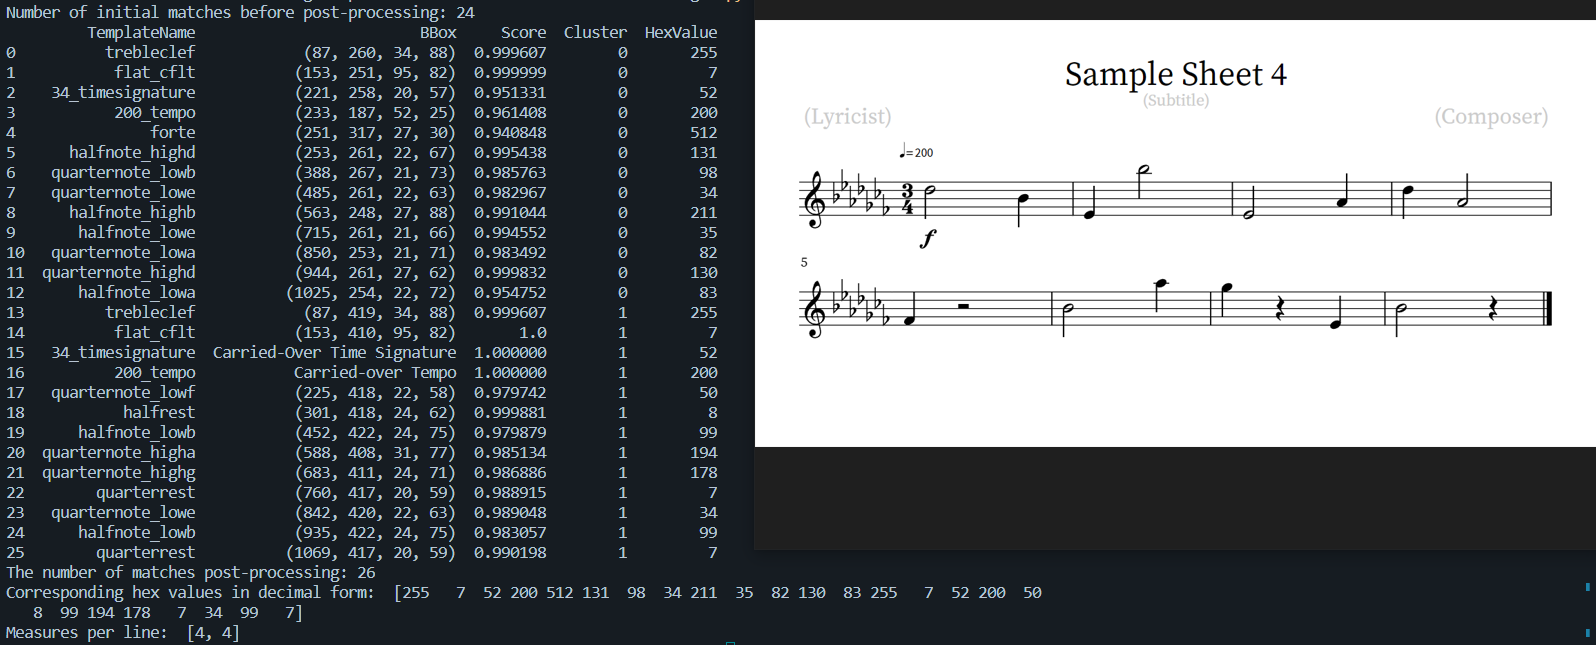 Number of initial matches before post-processing: 24
TemplateName BBox Score Cluster HexValue
0 trebleclef (87, 260, 34, 88) 0.999607 0 255
1 flat_cflt (153, 251, 95, 82) 0.999999 0 7
2 34_timesignature (221, 258, 20, 57) 0.951331 0 52
3 200_tempo (233, 187, 52, 25) 0.961408 0 200
4 forte (251, 317, 27, 30) 0.940848 0 512
5 halfnote_highd (253, 261, 22, 67) 0.995438 0 131
6 quarternote_lowb (388, 267, 21, 73) 0.985763 0 98
7 quarternote_lowe (485, 261, 22, 63) 0.982967 0 34
8 halfnote_highb (563, 248, 27, 88) 0.991044 0 211
9 halfnote_lowe (715, 261, 21, 66) 0.994552 0 35
10 quarternote_lowa (850, 253, 21, 71) 0.983492 0 82
11 quarternote_highd (944, 261, 27, 62) 0.999832 0 130
12 halfnote_lowa (1025, 254, 22, 72) 0.954752 0 83
13 trebleclef (87, 419, 34, 88) 0.999607 1 255
14 flat_cflt (153, 410, 95, 82) 1.0 1 7
15 34_timesignature Carried-Over Time Signature 1.000000 1 52
16 200_tempo Carried-over Tempo 1.000000 1 200
17 quarternote_lowf (225, 418, 22, 58) 0.979742 1 50
18 halfrest (301, 418, 24, 62) 0.999881 1 8
19 halfnote_lowb (452, 422, 24, 75) 0.979879 1 99
20 quarternote_higha (588, 408, 31, 77) 0.985134 1 194
21 quarternote_highg (683, 411, 24, 71) 0.986886 1 178
22 quarterrest (760, 417, 20, 59) 0.988915 1 7
23 quarternote_lowe (842, 420, 22, 63) 0.989048 1 34
24 halfnote_lowb (935, 422, 24, 75) 0.983057 1 99
25 quarterrest (1069, 417, 20, 59) 0.990198 1 7
The number of matches post-processing: 26
Corresponding hex values in decimal form: [255 7 52 200 512 131 98 34 211 35 82 130 83 255 7 52 200 50
8 99 194 178 7 34 99 7]
Measures per line: [4, 4]
Sample Sheet 4
(Subtitle)
(Lyricist) (Composer)
♩=200
3
4
f
5